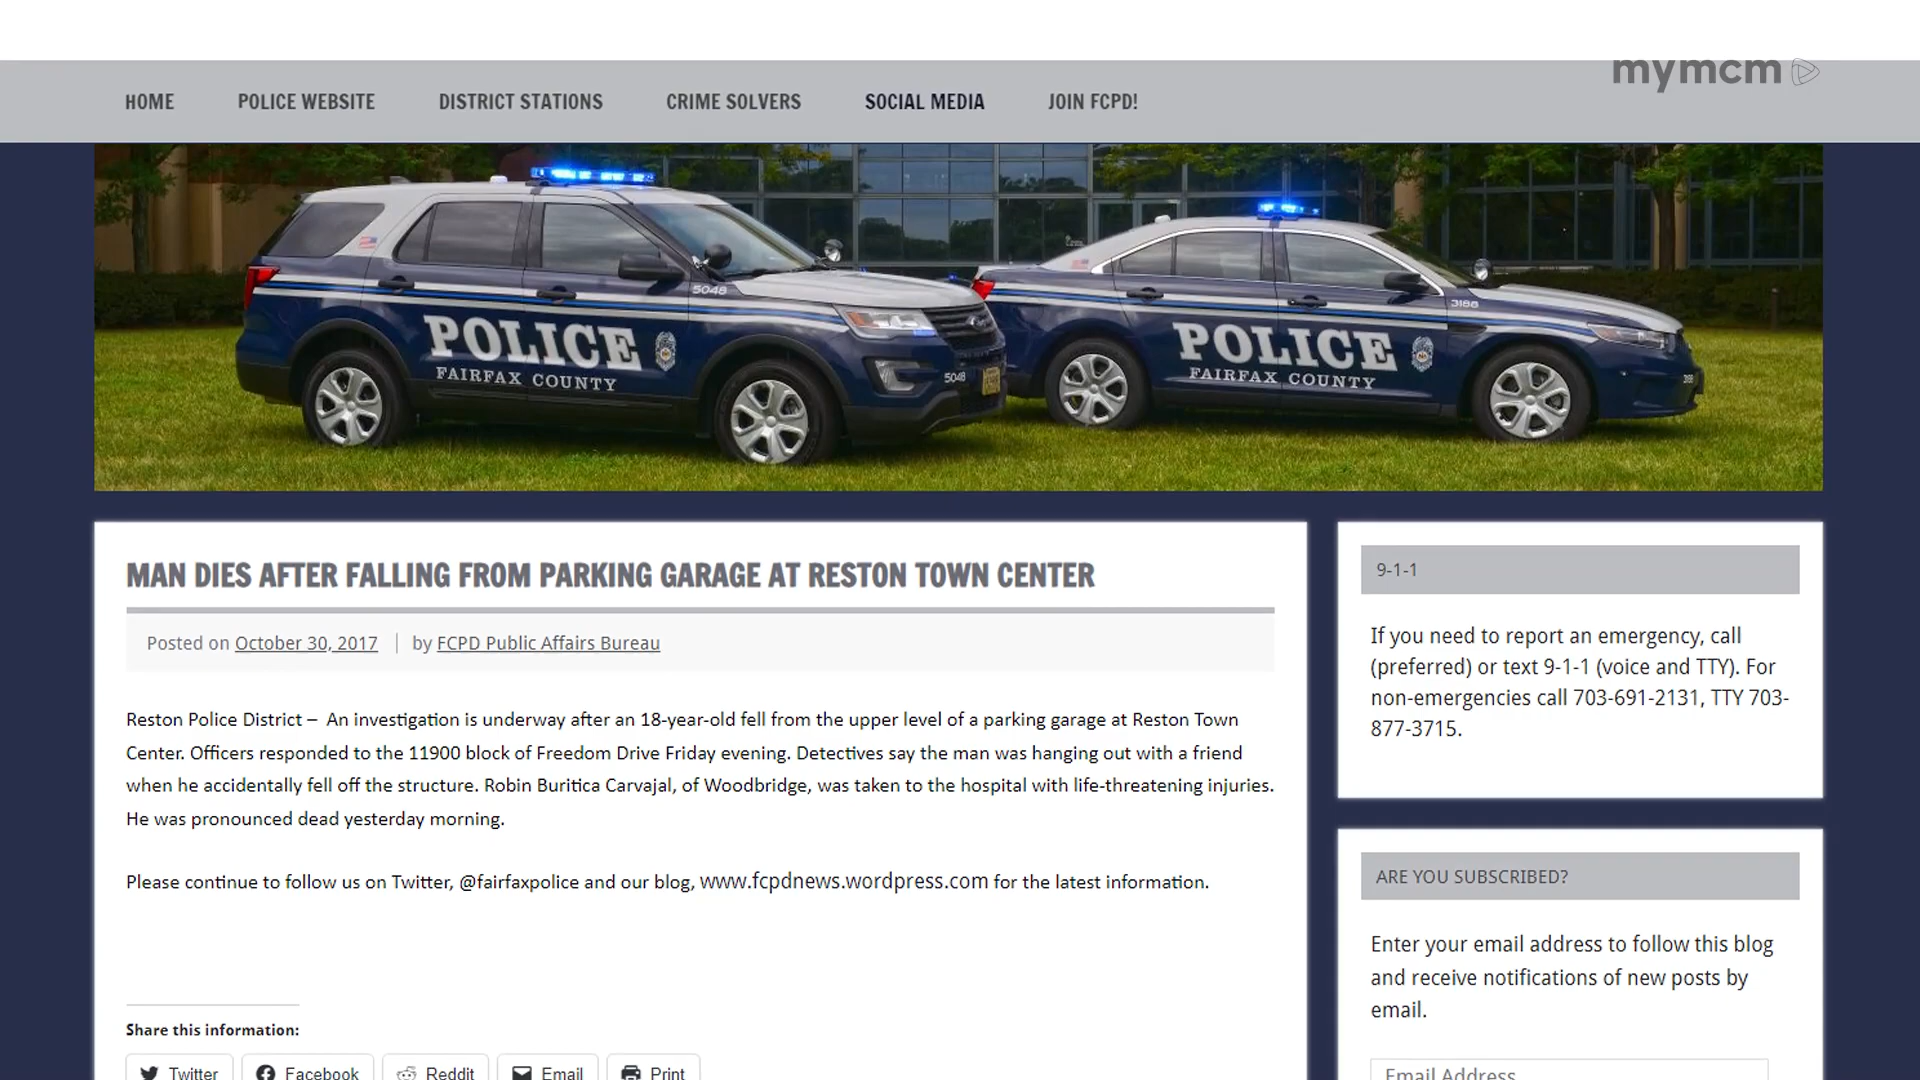 mymcm
HOME POLICE WEBSITE DISTRICT STATIONS CRIME SOLVERS SOCIAL MEDIA JOIN FCPD!
5048
POLICE
FAIRFAX COUNTY
5048
3188
POLICE
FAIRFAX COUNTY
MAN DIES AFTER FALLING FROM PARKING GARAGE AT RESTON TOWN CENTER
Posted on October 30, 2017 | by FCPD Public Affairs Bureau
Reston Police District – An investigation is underway after an 18-year-old fell from the upper level of a parking garage at Reston Town
Center. Officers responded to the 11900 block of Freedom Drive Friday evening. Detectives say the man was hanging out with a friend
when he accidentally fell off the structure. Robin Buritica Carvajal, of Woodbridge, was taken to the hospital with life-threatening injuries.
He was pronounced dead yesterday morning.
Please continue to follow us on Twitter, @fairfaxpolice and our blog, www.fcpdnews.wordpress.com for the latest information.
Share this information:
Twitter Facebook Reddit Email Print
9-1-1
If you need to report an emergency, call
(preferred) or text 9-1-1 (voice and TTY). For
non-emergencies call 703-691-2131, TTY 703-
877-3715.
ARE YOU SUBSCRIBED?
Enter your email address to follow this blog
and receive notifications of new posts by
email.
Email Address